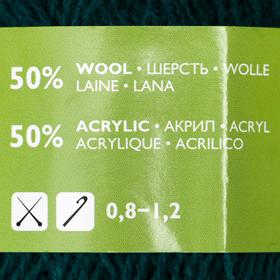 50% WOOL • ШЕРСТЬ • WOLLE
LAINE • LANA
50% ACRYLIC • АКРИЛ • ACRYL
ACRYLIQUE • ACRILICO
0,8–1,2